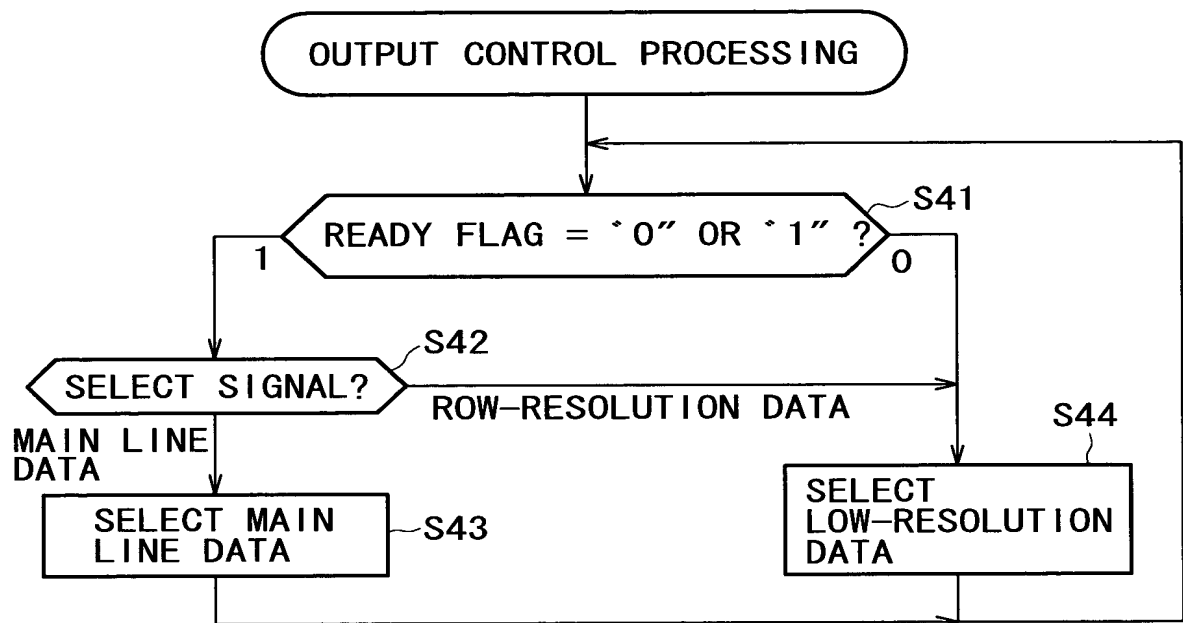 OUTPUT CONTROL PROCESSING
S41
READY FLAG = `0" OR `1" ?
1
0
S42
SELECT SIGNAL?
ROW-RESOLUTION DATA
MAIN LINE
DATA
S44
SELECT MAIN
LINE DATA
S43
SELECT
LOW-RESOLUTION
DATA